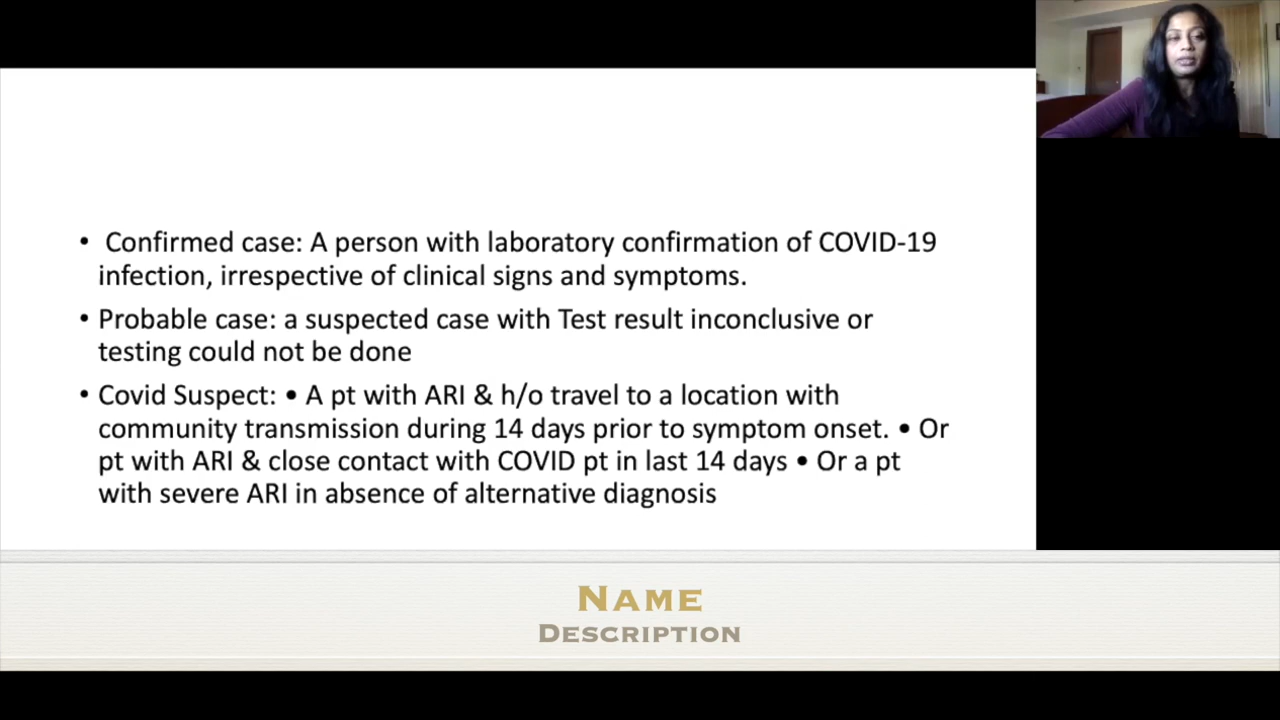 • Confirmed case: A person with laboratory confirmation of COVID-19
infection, irrespective of clinical signs and symptoms.
• Probable case: a suspected case with Test result inconclusive or
testing could not be done
• Covid Suspect: • A pt with ARI & h/o travel to a location with
community transmission during 14 days prior to symptom onset. • Or
pt with ARI & close contact with COVID pt in last 14 days • Or a pt
with severe ARI in absence of alternative diagnosis
NAME
DESCRIPTION